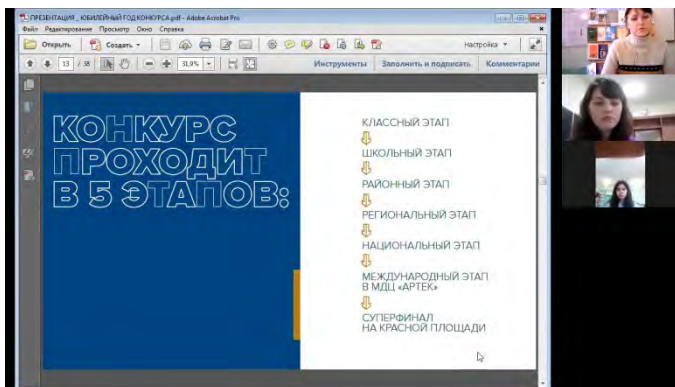 ПРЕЗЕНТАЦИЯ _ ЮБИЛЕЙНЫЙ ГОД КОНКУРСА.pdf - Adobe Acrobat Pro
Файл Редактирование Просмотр Окно Справка
Открыть Создать Настройка
13 / 38 31,9% Инструменты Заполнить и подписать Комментарии
КОНКУРС
ПРОХОДИТ
В 5 ЭТАПОВ:
КЛАССНЫЙ ЭТАП
ШКОЛЬНЫЙ ЭТАП
РАЙОННЫЙ ЭТАП
РЕГИОНАЛЬНЫЙ ЭТАП
НАЦИОНАЛЬНЫЙ ЭТАП
МЕЖДУНАРОДНЫЙ ЭТАП
В МДЦ «АРТЕК»
СУПЕРФИНАЛ
НА КРАСНОЙ ПЛОЩАДИ